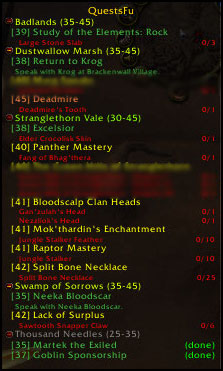 QuestsFu
Badlands (35-45)
[39] Study of the Elements: Rock
Large Stone Slab 0/3
Dustwallow Marsh (35-45)
[38] Return to Krog
Speak with Krog at Brackenwall Village.
[45] Deadmire
Deadmire's Tooth 0/1
Stranglethorn Vale (30-45)
[38] Excelsior
Elder Crocolisk Skin 0/1
[40] Panther Mastery
Fang of Bhag'thera 0/1
[41] Bloodscalp Clan Heads
Gan'zulah's Head 0/1
Nezzliok's Head 0/1
[41] Mok'thardin's Enchantment
Jungle Stalker Feather 0/10
[41] Raptor Mastery
Jungle Stalker 0/10
[42] Split Bone Necklace
Split Bone Necklace 0/25
Swamp of Sorrows (35-45)
[35] Neeka Bloodscar
Speak with Neeka Bloodscar.
[42] Lack of Surplus
Sawtooth Snapper Claw 0/6
Thousand Needles (25-35)
[35] Martek the Exiled (done)
[37] Goblin Sponsorship (done)